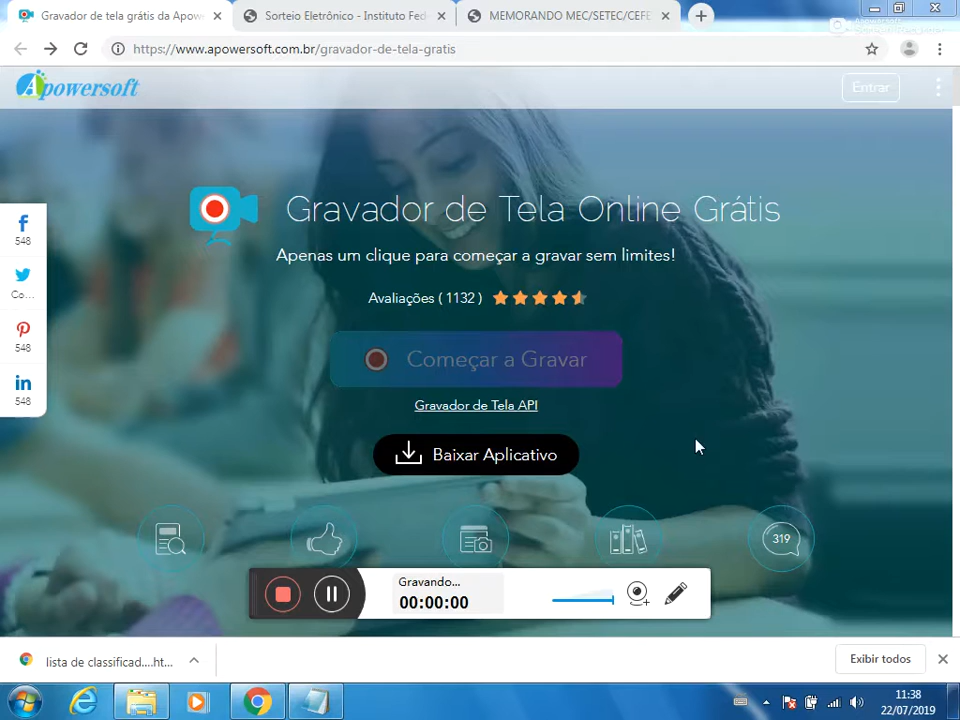 Gravador de tela grátis da Apow
Sorteio Eletrônico - Instituto Fed
MEMORANDO MEC/SETEC/CEFE
https://www.apowersoft.com.br/gravador-de-tela-gratis
Apowersoft
Entrar
Gravador de Tela Online Grátis
Apenas um clique para começar a gravar sem limites!
Avaliações ( 1132 )
Começar a Gravar
Gravador de Tela API
Baixar Aplicativo
548
Co...
548
548
319
Gravando...
00:00:00
lista de classificad....ht...
Exibir todos
11:38
22/07/2019